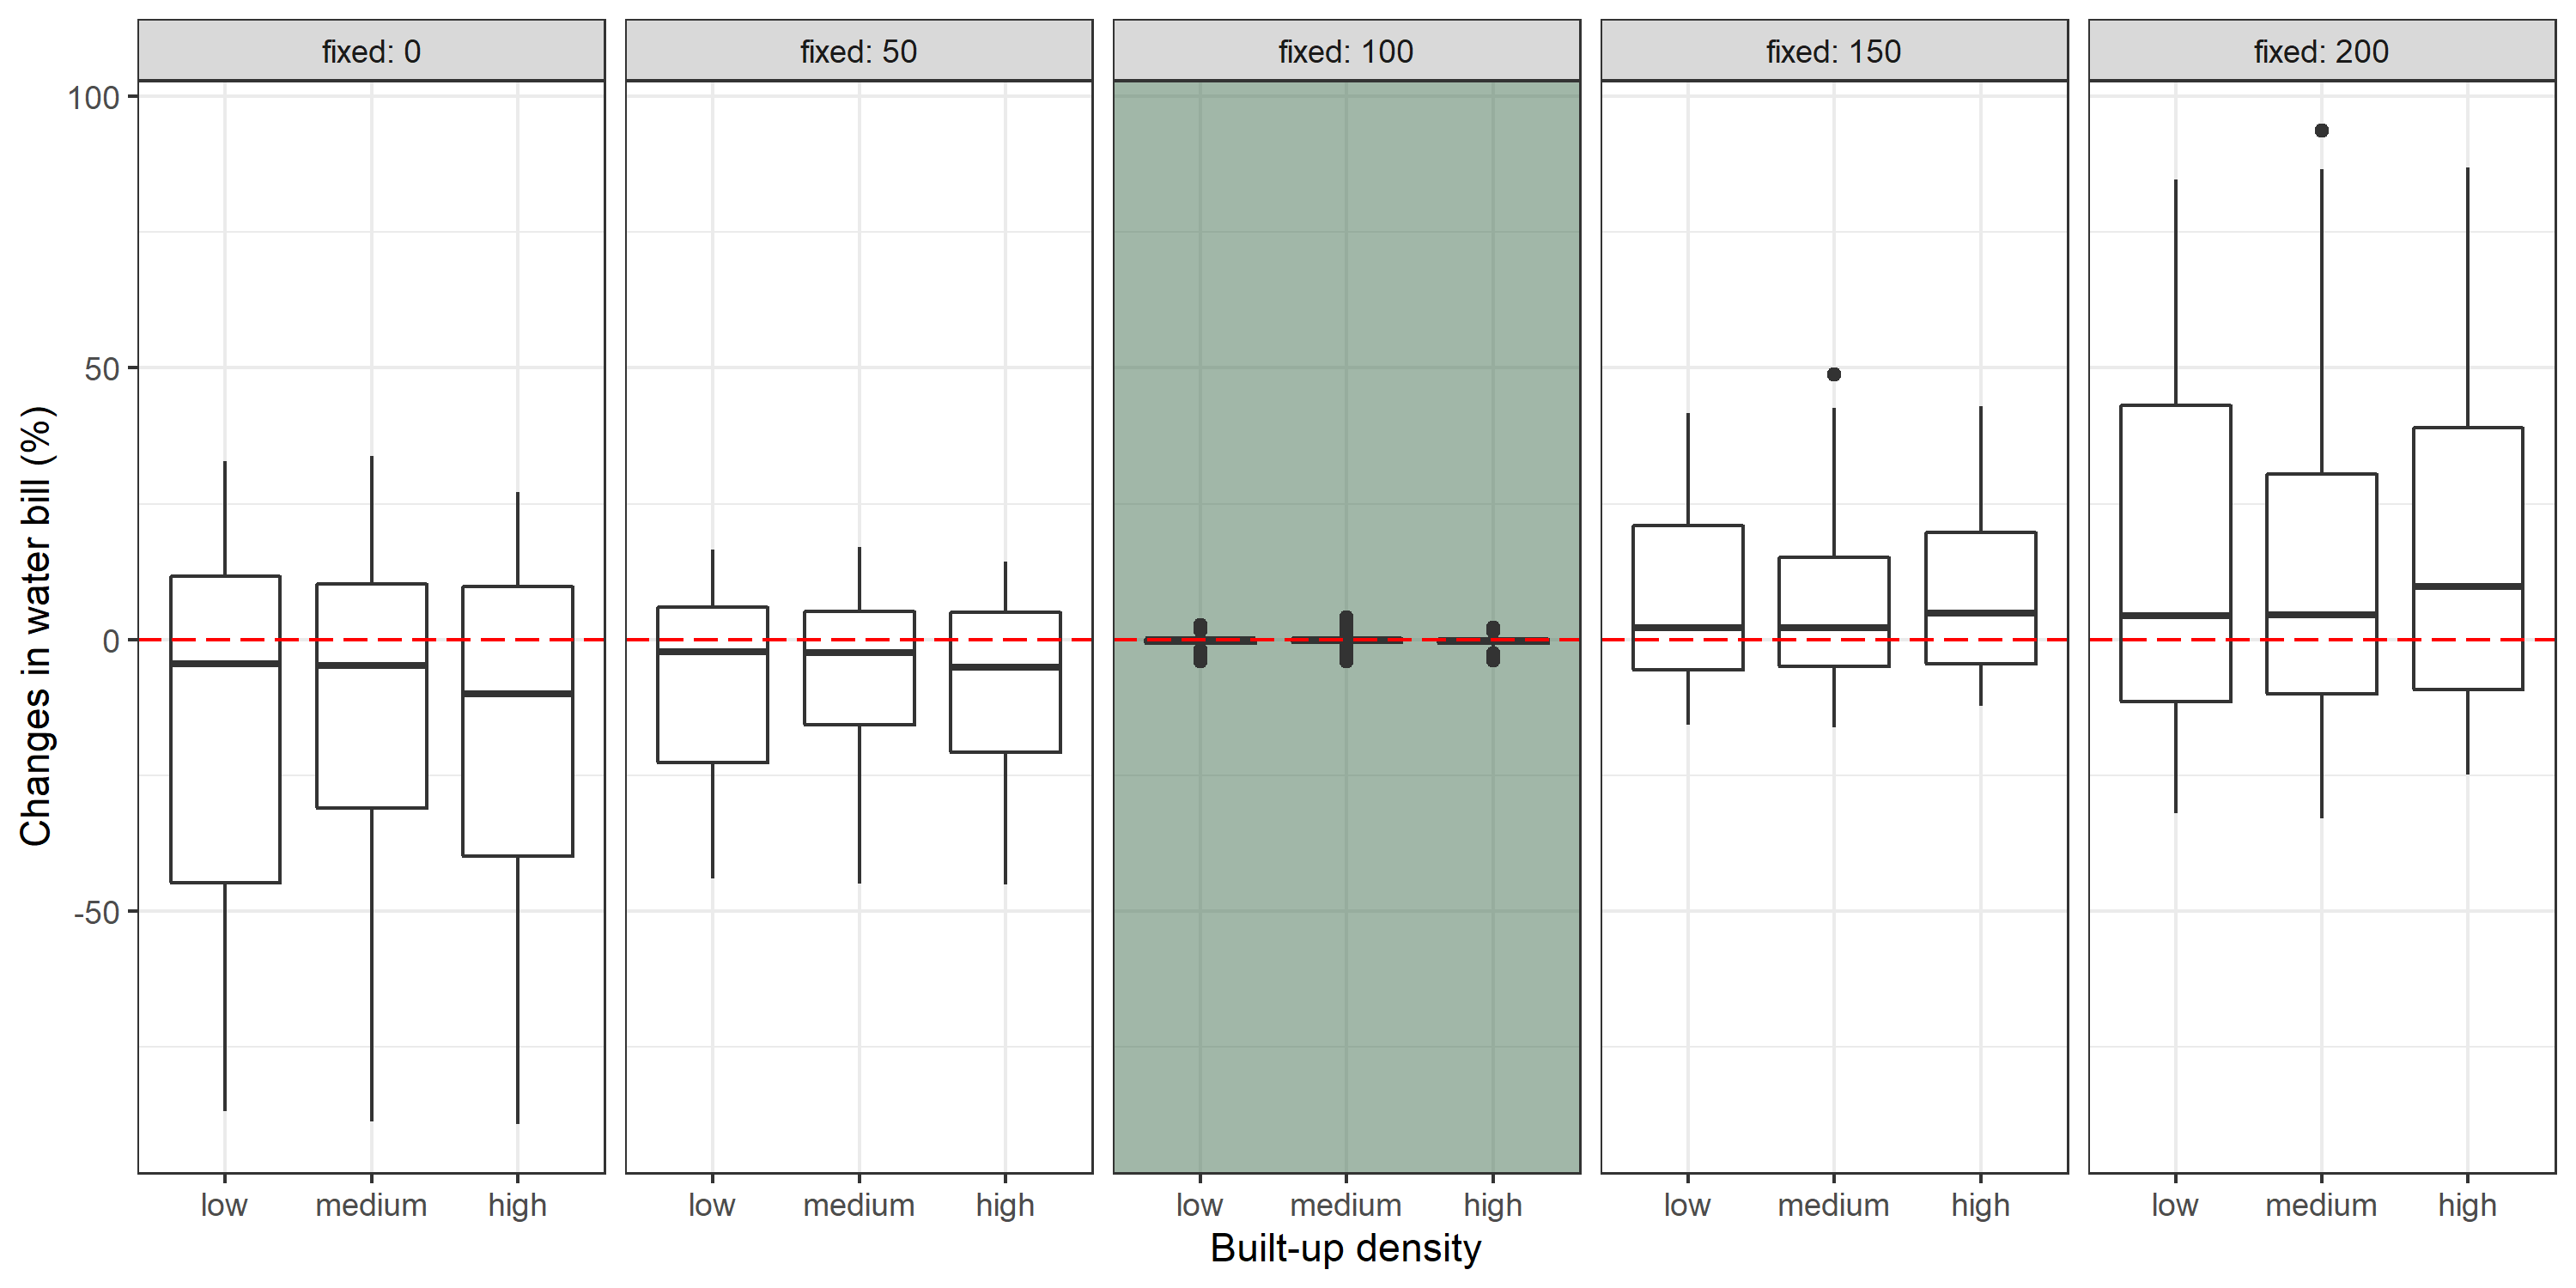 fixed: 0
fixed: 50
fixed: 100
fixed: 150
fixed: 200
Changes in water bill (%)
100
50
0
-50
low medium high
low medium high
low medium high
low medium high
low medium high
Built-up density